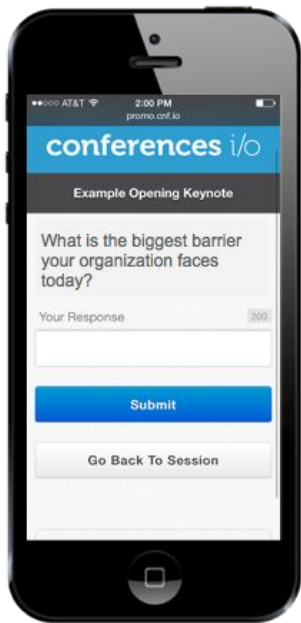 AT&T 2:00 PM
promo.cnf.io
conferences i/o
Example Opening Keynote
What is the biggest barrier
your organization faces
today?
Your Response 200
Submit
Go Back To Session